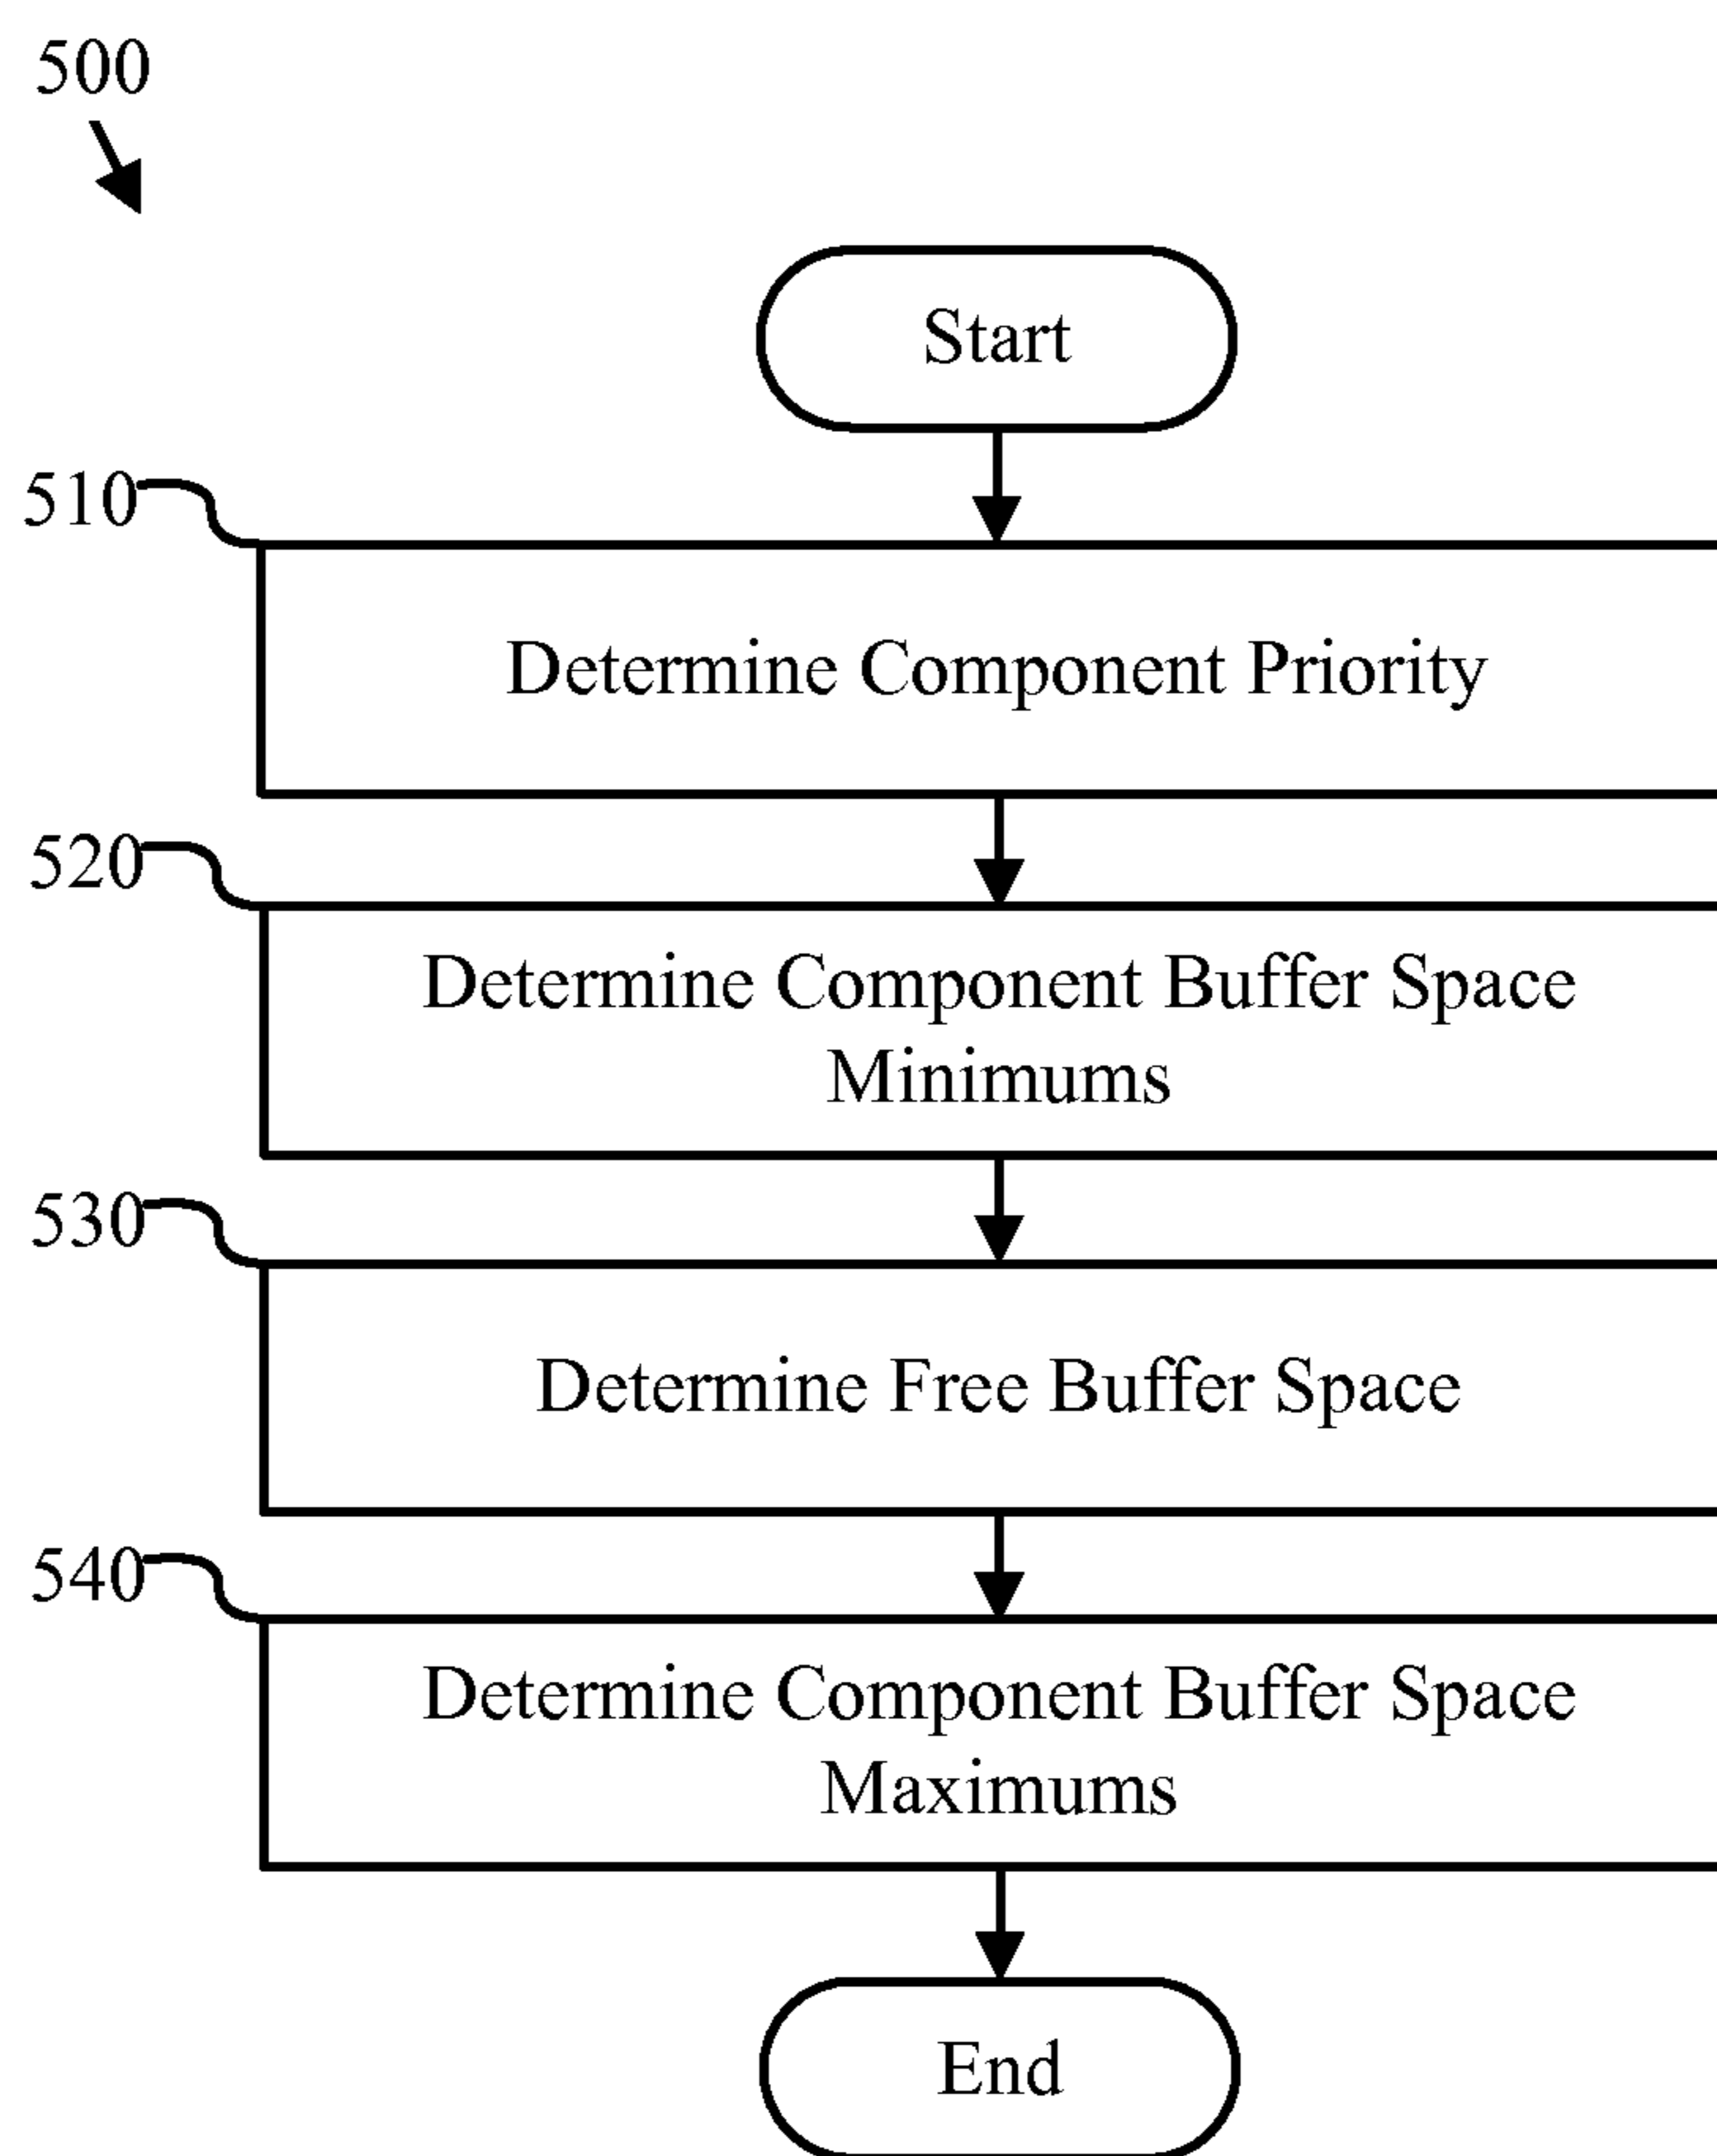 500
Start
510
Determine Component Priority
520
Determine Component Buffer Space
Minimums
530
Determine Free Buffer Space
540
Determine Component Buffer Space
Maximums
End